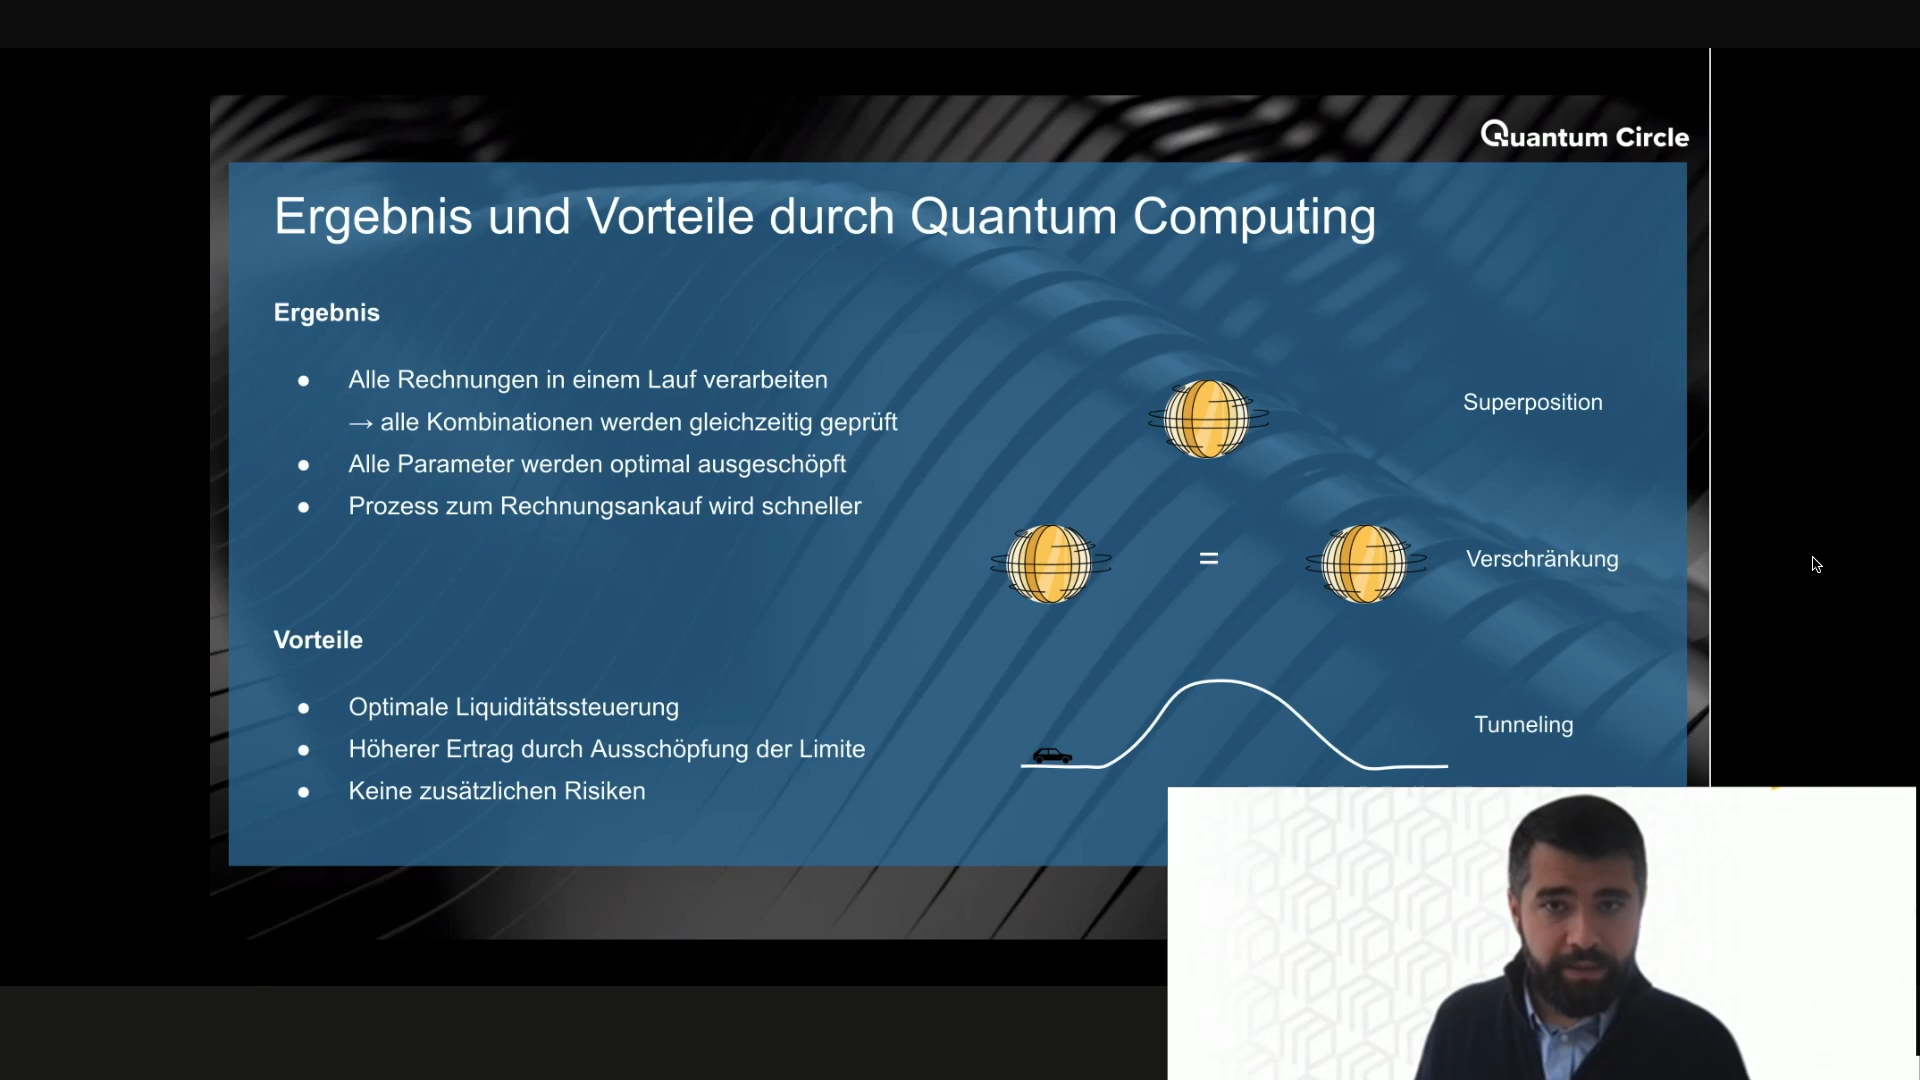 Quantum Circle
Ergebnis und Vorteile durch Quantum Computing
Ergebnis
● Alle Rechnungen in einem Lauf verarbeiten
→ alle Kombinationen werden gleichzeitig geprüft
● Alle Parameter werden optimal ausgeschöpft
● Prozess zum Rechnungsankauf wird schneller
Vorteile
● Optimale Liquiditätssteuerung
● Höherer Ertrag durch Ausschöpfung der Limite
● Keine zusätzlichen Risiken
Superposition
=
Verschränkung
Tunneling